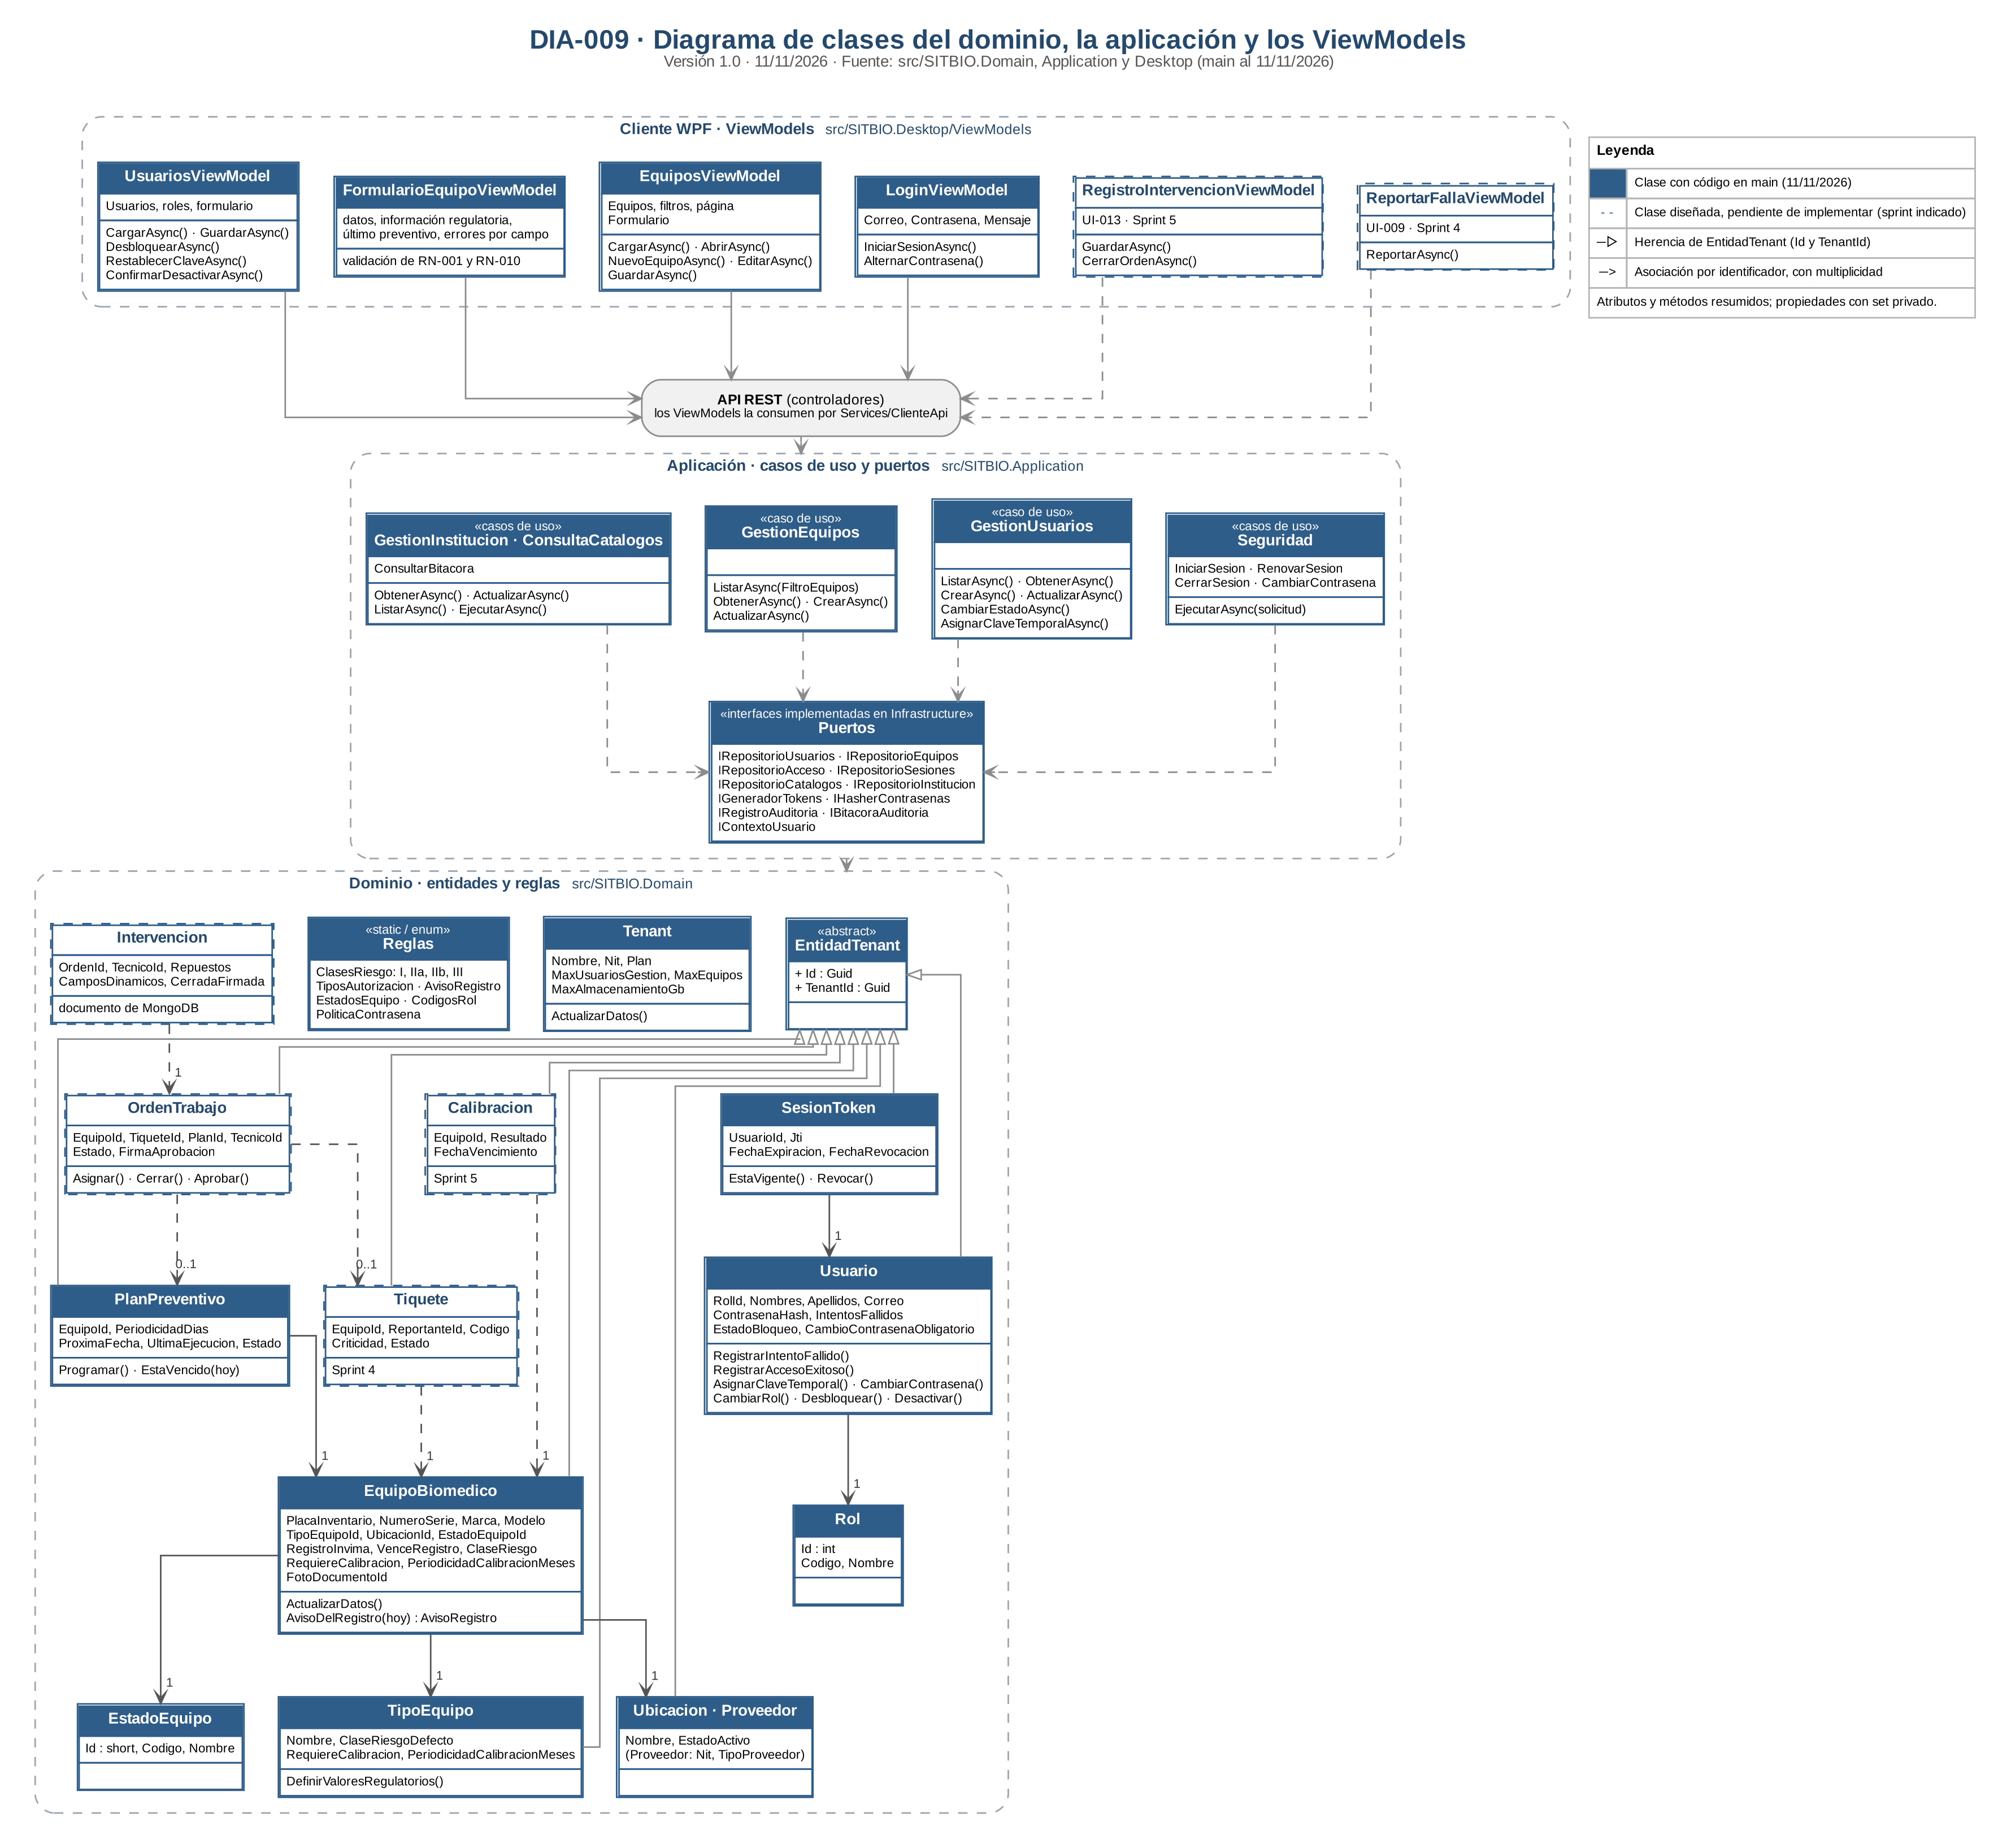 DIA-009 · Diagrama de clases del dominio, la aplicación y los ViewModels
Versión 1.0 · 11/11/2026 · Fuente: src/SITBIO.Domain, Application y Desktop (main al 11/11/2026)
Cliente WPF · ViewModels src/SITBIO.Desktop/ViewModels
UsuariosViewModel
Usuarios, roles, formulario
CargarAsync() · GuardarAsync()
DesbloquearAsync()
RestablecerClaveAsync()
ConfirmarDesactivarAsync()
FormularioEquipoViewModel
datos, información regulatoria,
último preventivo, errores por campo
validación de RN-001 y RN-010
EquiposViewModel
Equipos, filtros, página
Formulario
CargarAsync() · AbrirAsync()
NuevoEquipoAsync() · EditarAsync()
GuardarAsync()
LoginViewModel
Correo, Contrasena, Mensaje
IniciarSesionAsync()
AlternarContrasena()
RegistroIntervencionViewModel
UI-013 · Sprint 5
GuardarAsync()
CerrarOrdenAsync()
ReportarFallaViewModel
UI-009 · Sprint 4
ReportarAsync()
Leyenda
Clase con código en main (11/11/2026)
- - Clase diseñada, pendiente de implementar (sprint indicado)
─▷ Herencia de EntidadTenant (Id y TenantId)
─> Asociación por identificador, con multiplicidad
Atributos y métodos resumidos; propiedades con set privado.
API REST (controladores)
los ViewModels la consumen por Services/ClienteApi
Aplicación · casos de uso y puertos src/SITBIO.Application
«casos de uso»
GestionInstitucion · ConsultaCatalogos
ConsultarBitacora
ObtenerAsync() · ActualizarAsync()
ListarAsync() · EjecutarAsync()
«caso de uso»
GestionEquipos
ListarAsync(FiltroEquipos)
ObtenerAsync() · CrearAsync()
ActualizarAsync()
«caso de uso»
GestionUsuarios
ListarAsync() · ObtenerAsync()
CrearAsync() · ActualizarAsync()
CambiarEstadoAsync()
AsignarClaveTemporalAsync()
«casos de uso»
Seguridad
IniciarSesion · RenovarSesion
CerrarSesion · CambiarContrasena
EjecutarAsync(solicitud)
«interfaces implementadas en Infrastructure»
Puertos
IRepositorioUsuarios · IRepositorioEquipos
IRepositorioAcceso · IRepositorioSesiones
IRepositorioCatalogos · IRepositorioInstitucion
IGeneradorTokens · IHasherContrasenas
IRegistroAuditoria · IBitacoraAuditoria
IContextoUsuario
Dominio · entidades y reglas src/SITBIO.Domain
Intervencion
OrdenId, TecnicoId, Repuestos
CamposDinamicos, CerradaFirmada
documento de MongoDB
«static / enum»
Reglas
ClasesRiesgo: I, IIa, IIb, III
TiposAutorizacion · AvisoRegistro
EstadosEquipo · CodigosRol
PoliticaContrasena
Tenant
Nombre, Nit, Plan
MaxUsuariosGestion, MaxEquipos
MaxAlmacenamientoGb
ActualizarDatos()
«abstract»
EntidadTenant
+ Id : Guid
+ TenantId : Guid
1
OrdenTrabajo
EquipoId, TiqueteId, PlanId, TecnicoId
Estado, FirmaAprobacion
Asignar() · Cerrar() · Aprobar()
Calibracion
EquipoId, Resultado
FechaVencimiento
Sprint 5
SesionToken
UsuarioId, Jti
FechaExpiracion, FechaRevocacion
EstaVigente() · Revocar()
0..1
0..1
1
PlanPreventivo
EquipoId, PeriodicidadDias
ProximaFecha, UltimaEjecucion, Estado
Programar() · EstaVencido(hoy)
Tiquete
EquipoId, ReportanteId, Codigo
Criticidad, Estado
Sprint 4
Usuario
RolId, Nombres, Apellidos, Correo
ContrasenaHash, IntentosFallidos
EstadoBloqueo, CambioContrasenaObligatorio
RegistrarIntentoFallido()
RegistrarAccesoExitoso()
AsignarClaveTemporal() · CambiarContrasena()
CambiarRol() · Desbloquear() · Desactivar()
1
1
1
1
EquipoBiomedico
PlacaInventario, NumeroSerie, Marca, Modelo
TipoEquipoId, UbicacionId, EstadoEquipoId
RegistroInvima, VenceRegistro, ClaseRiesgo
RequiereCalibracion, PeriodicidadCalibracionMeses
FotoDocumentoId
ActualizarDatos()
AvisoDelRegistro(hoy) : AvisoRegistro
Rol
Id : int
Codigo, Nombre
1
1
1
EstadoEquipo
Id : short, Codigo, Nombre
TipoEquipo
Nombre, ClaseRiesgoDefecto
RequiereCalibracion, PeriodicidadCalibracionMeses
DefinirValoresRegulatorios()
Ubicacion · Proveedor
Nombre, EstadoActivo
(Proveedor: Nit, TipoProveedor)